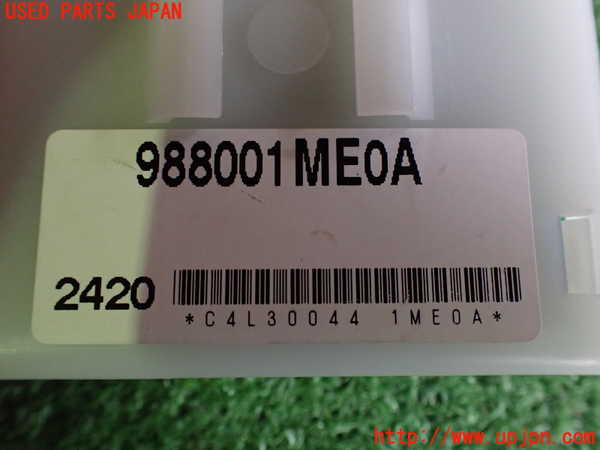 USED PARTS JAPAN
988001ME0A
2420
*C4L30044 1ME0A*
http://www.upjpn.com/